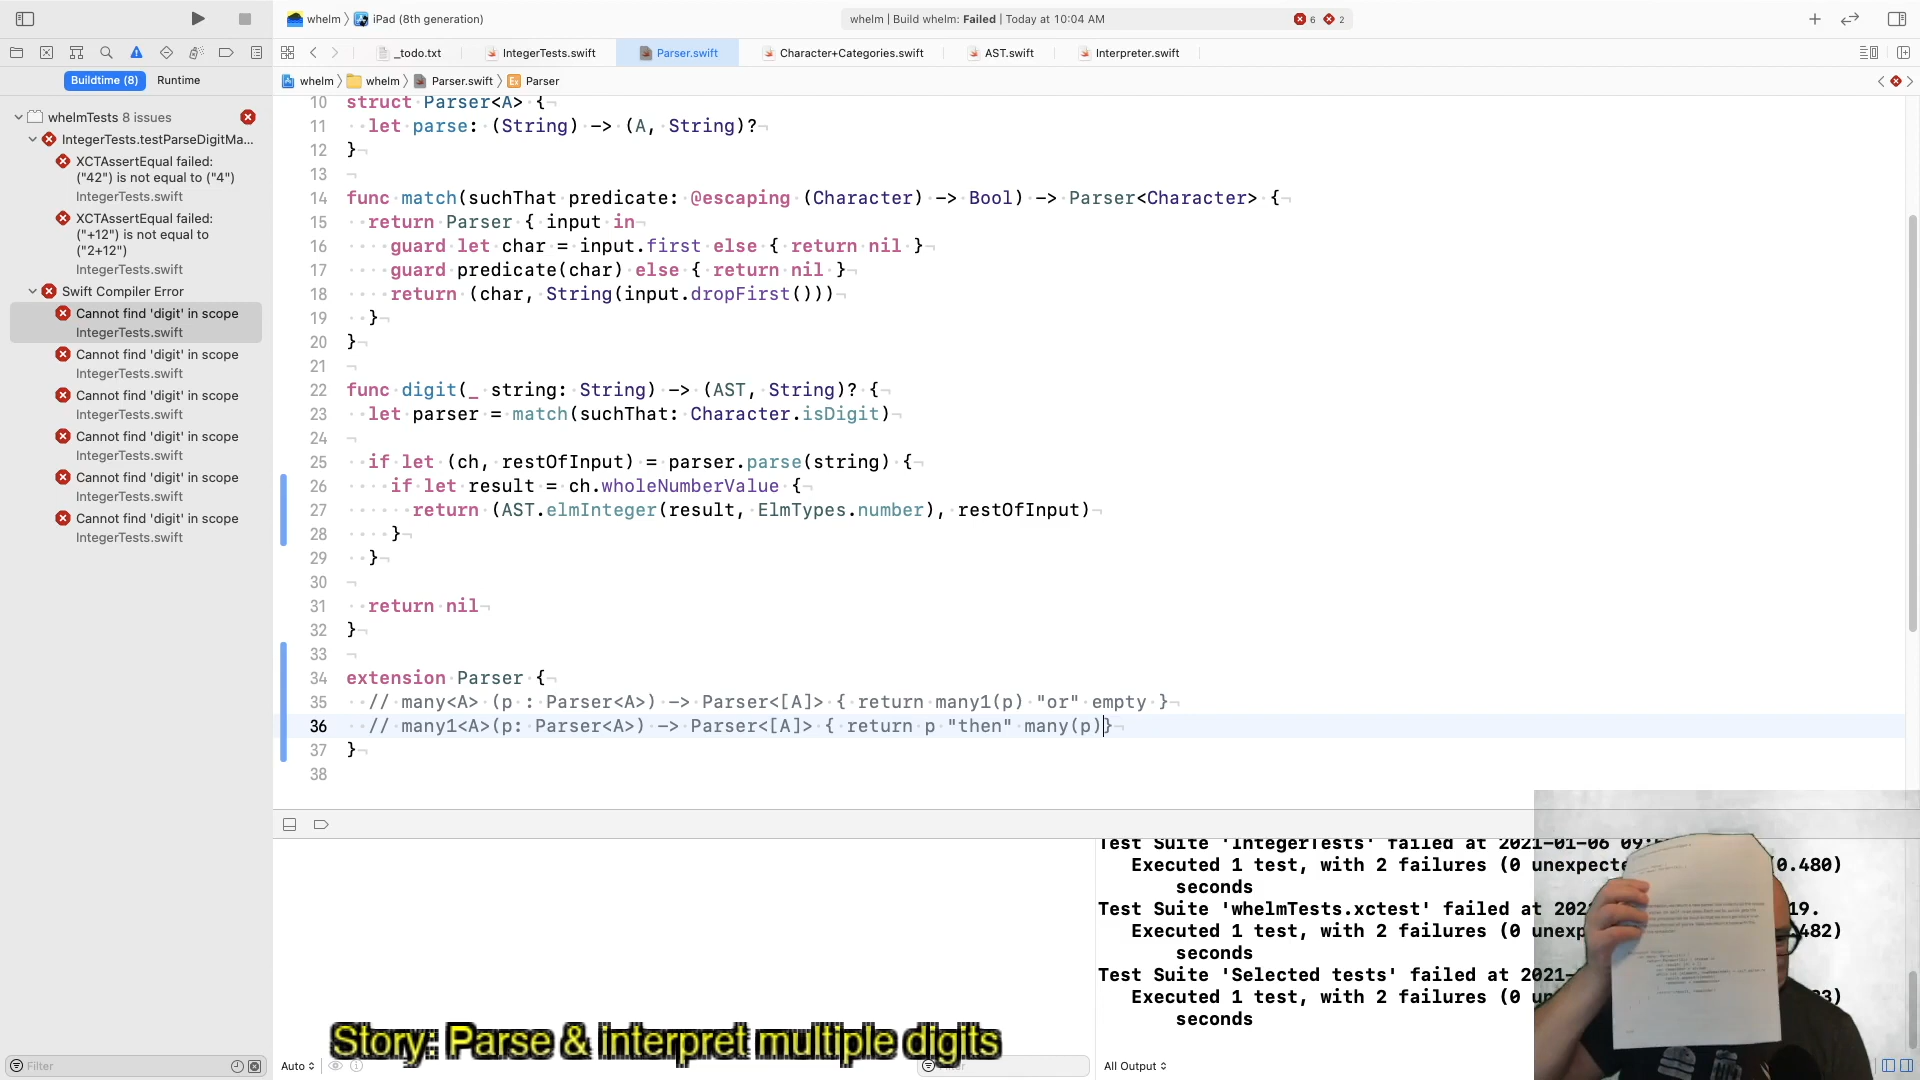 whelm
iPad (8th generation)
whelm | Build whelm: Failed | Today at 10:04 AM
6
2
_todo.txt
IntegerTests.swift
Parser.swift
Character+Categories.swift
AST.swift
Interpreter.swift
Buildtime (8)
Runtime
whelm
whelm
Parser.swift
Parser
whelmTests 8 issues
IntegerTests.testParseDigitMa...
XCTAssertEqual failed:
("42") is not equal to ("4")
IntegerTests.swift
XCTAssertEqual failed:
("+12") is not equal to
("2+12")
IntegerTests.swift
Swift Compiler Error
Cannot find 'digit' in scope
IntegerTests.swift
Cannot find 'digit' in scope
IntegerTests.swift
Cannot find 'digit' in scope
IntegerTests.swift
Cannot find 'digit' in scope
IntegerTests.swift
Cannot find 'digit' in scope
IntegerTests.swift
Cannot find 'digit' in scope
IntegerTests.swift
Filter
10 struct Parser<A> {
11   let parse: (String) -> (A, String)?
12 }
13
14 func match(suchThat predicate: @escaping (Character) -> Bool) -> Parser<Character> {
15   return Parser { input in
16     guard let char = input.first else { return nil }
17     guard predicate(char) else { return nil }
18     return (char, String(input.dropFirst()))
19   }
20 }
21
22 func digit(_ string: String) -> (AST, String)? {
23   let parser = match(suchThat: Character.isDigit)
24
25   if let (ch, restOfInput) = parser.parse(string) {
26     if let result = ch.wholeNumberValue {
27       return (AST.elmInteger(result, ElmTypes.number), restOfInput)
28     }
29   }
30
31   return nil
32 }
33
34 extension Parser {
35   // many<A> (p : Parser<A>) -> Parser<[A]> { return many1(p) "or" empty }
36   // many1<A>(p: Parser<A>) -> Parser<[A]> { return p "then" many(p)}
37 }
38
Test Suite 'IntegerTests' failed at 2021-01-06
Executed 1 test, with 2 failures (0 unexpected) (0.480)
seconds
Test Suite 'whelmTests.xctest' failed at 202 19.
Executed 1 test, with 2 failures (0 unexp .482)
seconds
Test Suite 'Selected tests' failed at 2021-
Executed 1 test, with 2 failures (0 un
seconds
Story: Parse & interpret multiple digits
Auto
All Output